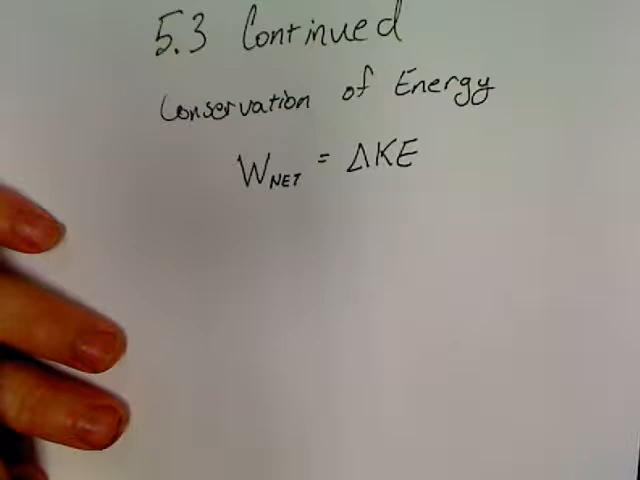 5.3 Continued
Conservation of Energy
W_NET = ΔKE